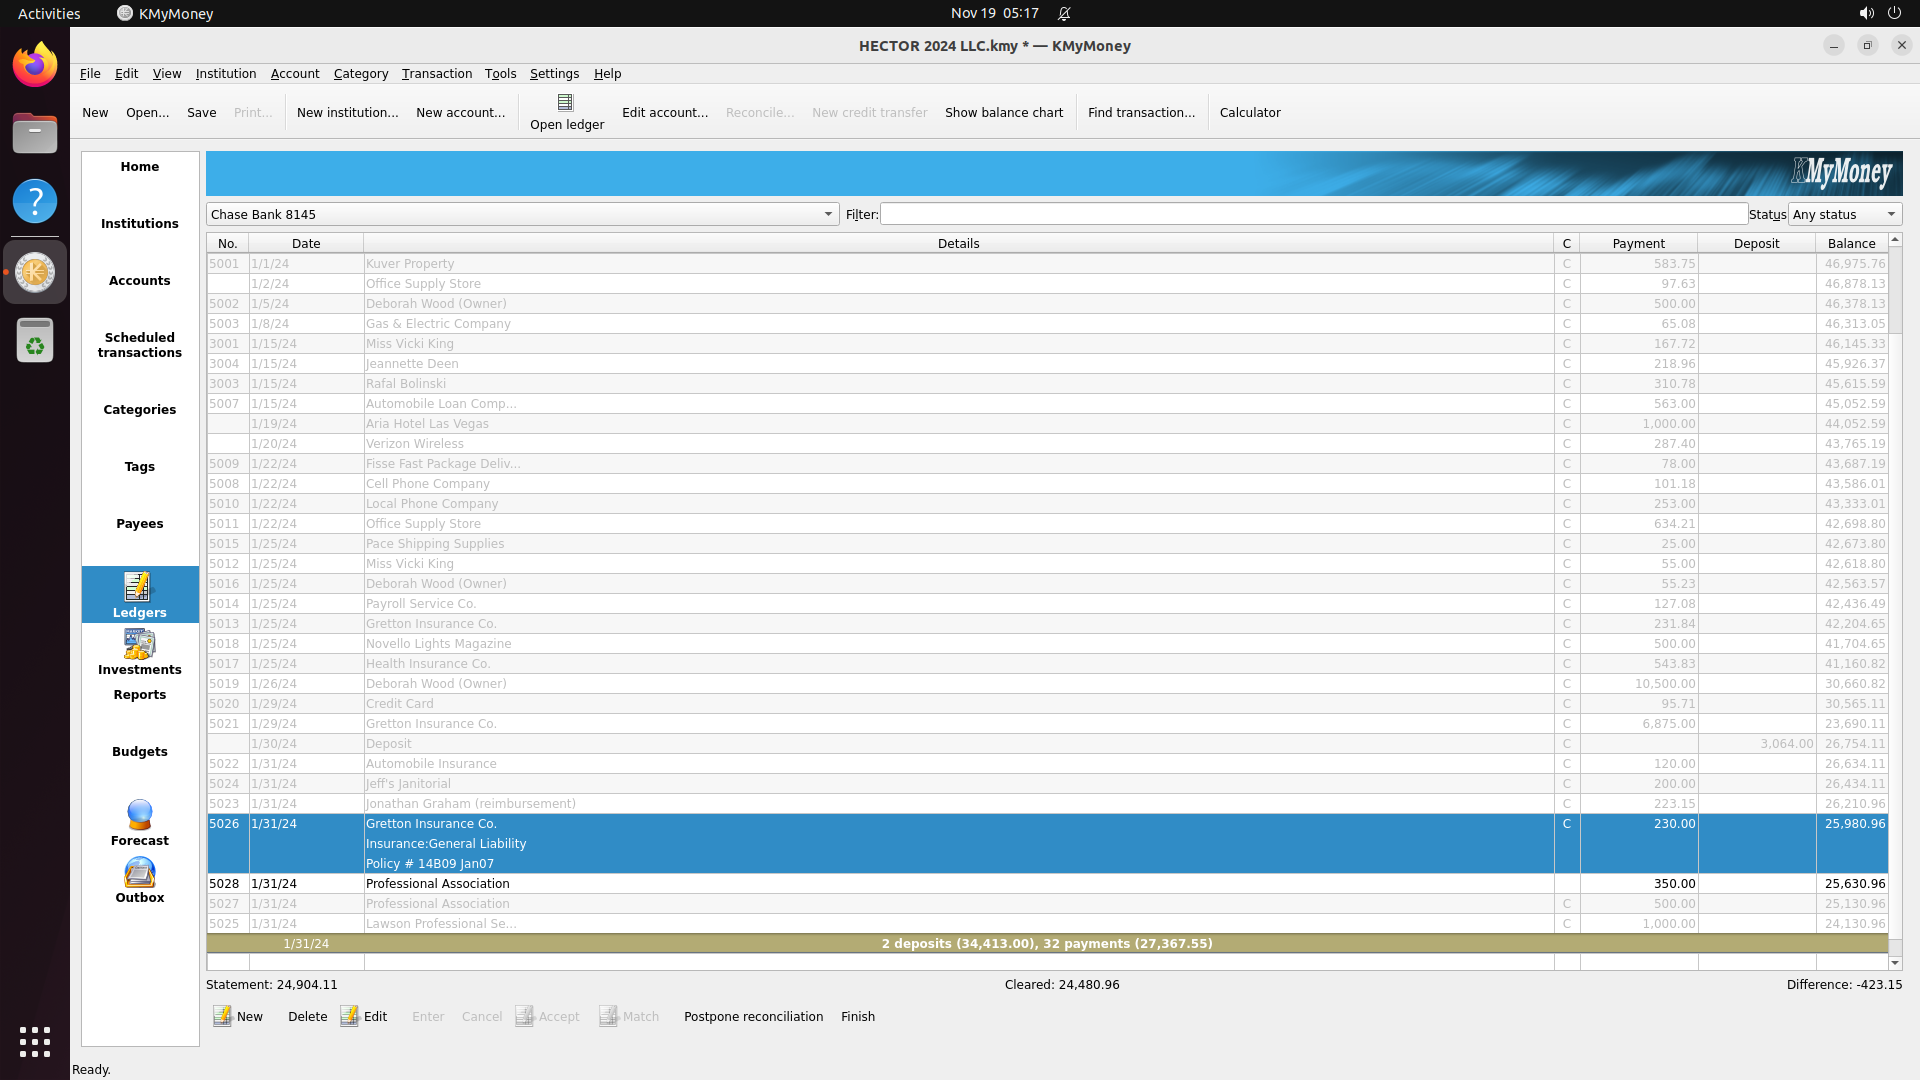 Activities
KMyMoney
Nov 19 05:17
HECTOR 2024 LLC.kmy * — KMyMoney
File Edit View Institution Account Category Transaction Tools Settings Help
New Open... Save Print... New institution... New account... Open ledger Edit account... Reconcile... New credit transfer Show balance chart Find transaction... Calculator
Home
Institutions
Accounts
Scheduled
transactions
Categories
Tags
Payees
Ledgers
Investments
Reports
Budgets
Forecast
Outbox
KMyMoney
Chase Bank 8145 Filter: Status Any status
No. Date Details C Payment Deposit Balance
5001 1/1/24 Kuver Property C 583.75 46,975.76
1/2/24 Office Supply Store C 97.63 46,878.13
5002 1/5/24 Deborah Wood (Owner) C 500.00 46,378.13
5003 1/8/24 Gas & Electric Company C 65.08 46,313.05
3001 1/15/24 Miss Vicki King C 167.72 46,145.33
3004 1/15/24 Jeannette Deen C 218.96 45,926.37
3003 1/15/24 Rafal Bolinski C 310.78 45,615.59
5007 1/15/24 Automobile Loan Comp... C 563.00 45,052.59
1/19/24 Aria Hotel Las Vegas C 1,000.00 44,052.59
1/20/24 Verizon Wireless C 287.40 43,765.19
5009 1/22/24 Fisse Fast Package Deliv... C 78.00 43,687.19
5008 1/22/24 Cell Phone Company C 101.18 43,586.01
5010 1/22/24 Local Phone Company C 253.00 43,333.01
5011 1/22/24 Office Supply Store C 634.21 42,698.80
5015 1/25/24 Pace Shipping Supplies C 25.00 42,673.80
5012 1/25/24 Miss Vicki King C 55.00 42,618.80
5016 1/25/24 Deborah Wood (Owner) C 55.23 42,563.57
5014 1/25/24 Payroll Service Co. C 127.08 42,436.49
5013 1/25/24 Gretton Insurance Co. C 231.84 42,204.65
5018 1/25/24 Novello Lights Magazine C 500.00 41,704.65
5017 1/25/24 Health Insurance Co. C 543.83 41,160.82
5019 1/26/24 Deborah Wood (Owner) C 10,500.00 30,660.82
5020 1/29/24 Credit Card C 95.71 30,565.11
5021 1/29/24 Gretton Insurance Co. C 6,875.00 23,690.11
1/30/24 Deposit C 3,064.00 26,754.11
5022 1/31/24 Automobile Insurance C 120.00 26,634.11
5024 1/31/24 Jeff's Janitorial C 200.00 26,434.11
5023 1/31/24 Jonathan Graham (reimbursement) C 223.15 26,210.96
5026 1/31/24 Gretton Insurance Co. C 230.00 25,980.96
Insurance:General Liability
Policy # 14B09 Jan07
5028 1/31/24 Professional Association 350.00 25,630.96
5027 1/31/24 Professional Association C 500.00 25,130.96
5025 1/31/24 Lawson Professional Se... C 1,000.00 24,130.96
1/31/24 2 deposits (34,413.00), 32 payments (27,367.55)
Statement: 24,904.11 Cleared: 24,480.96 Difference: -423.15
New Delete Edit Enter Cancel Accept Match Postpone reconciliation Finish
Ready.